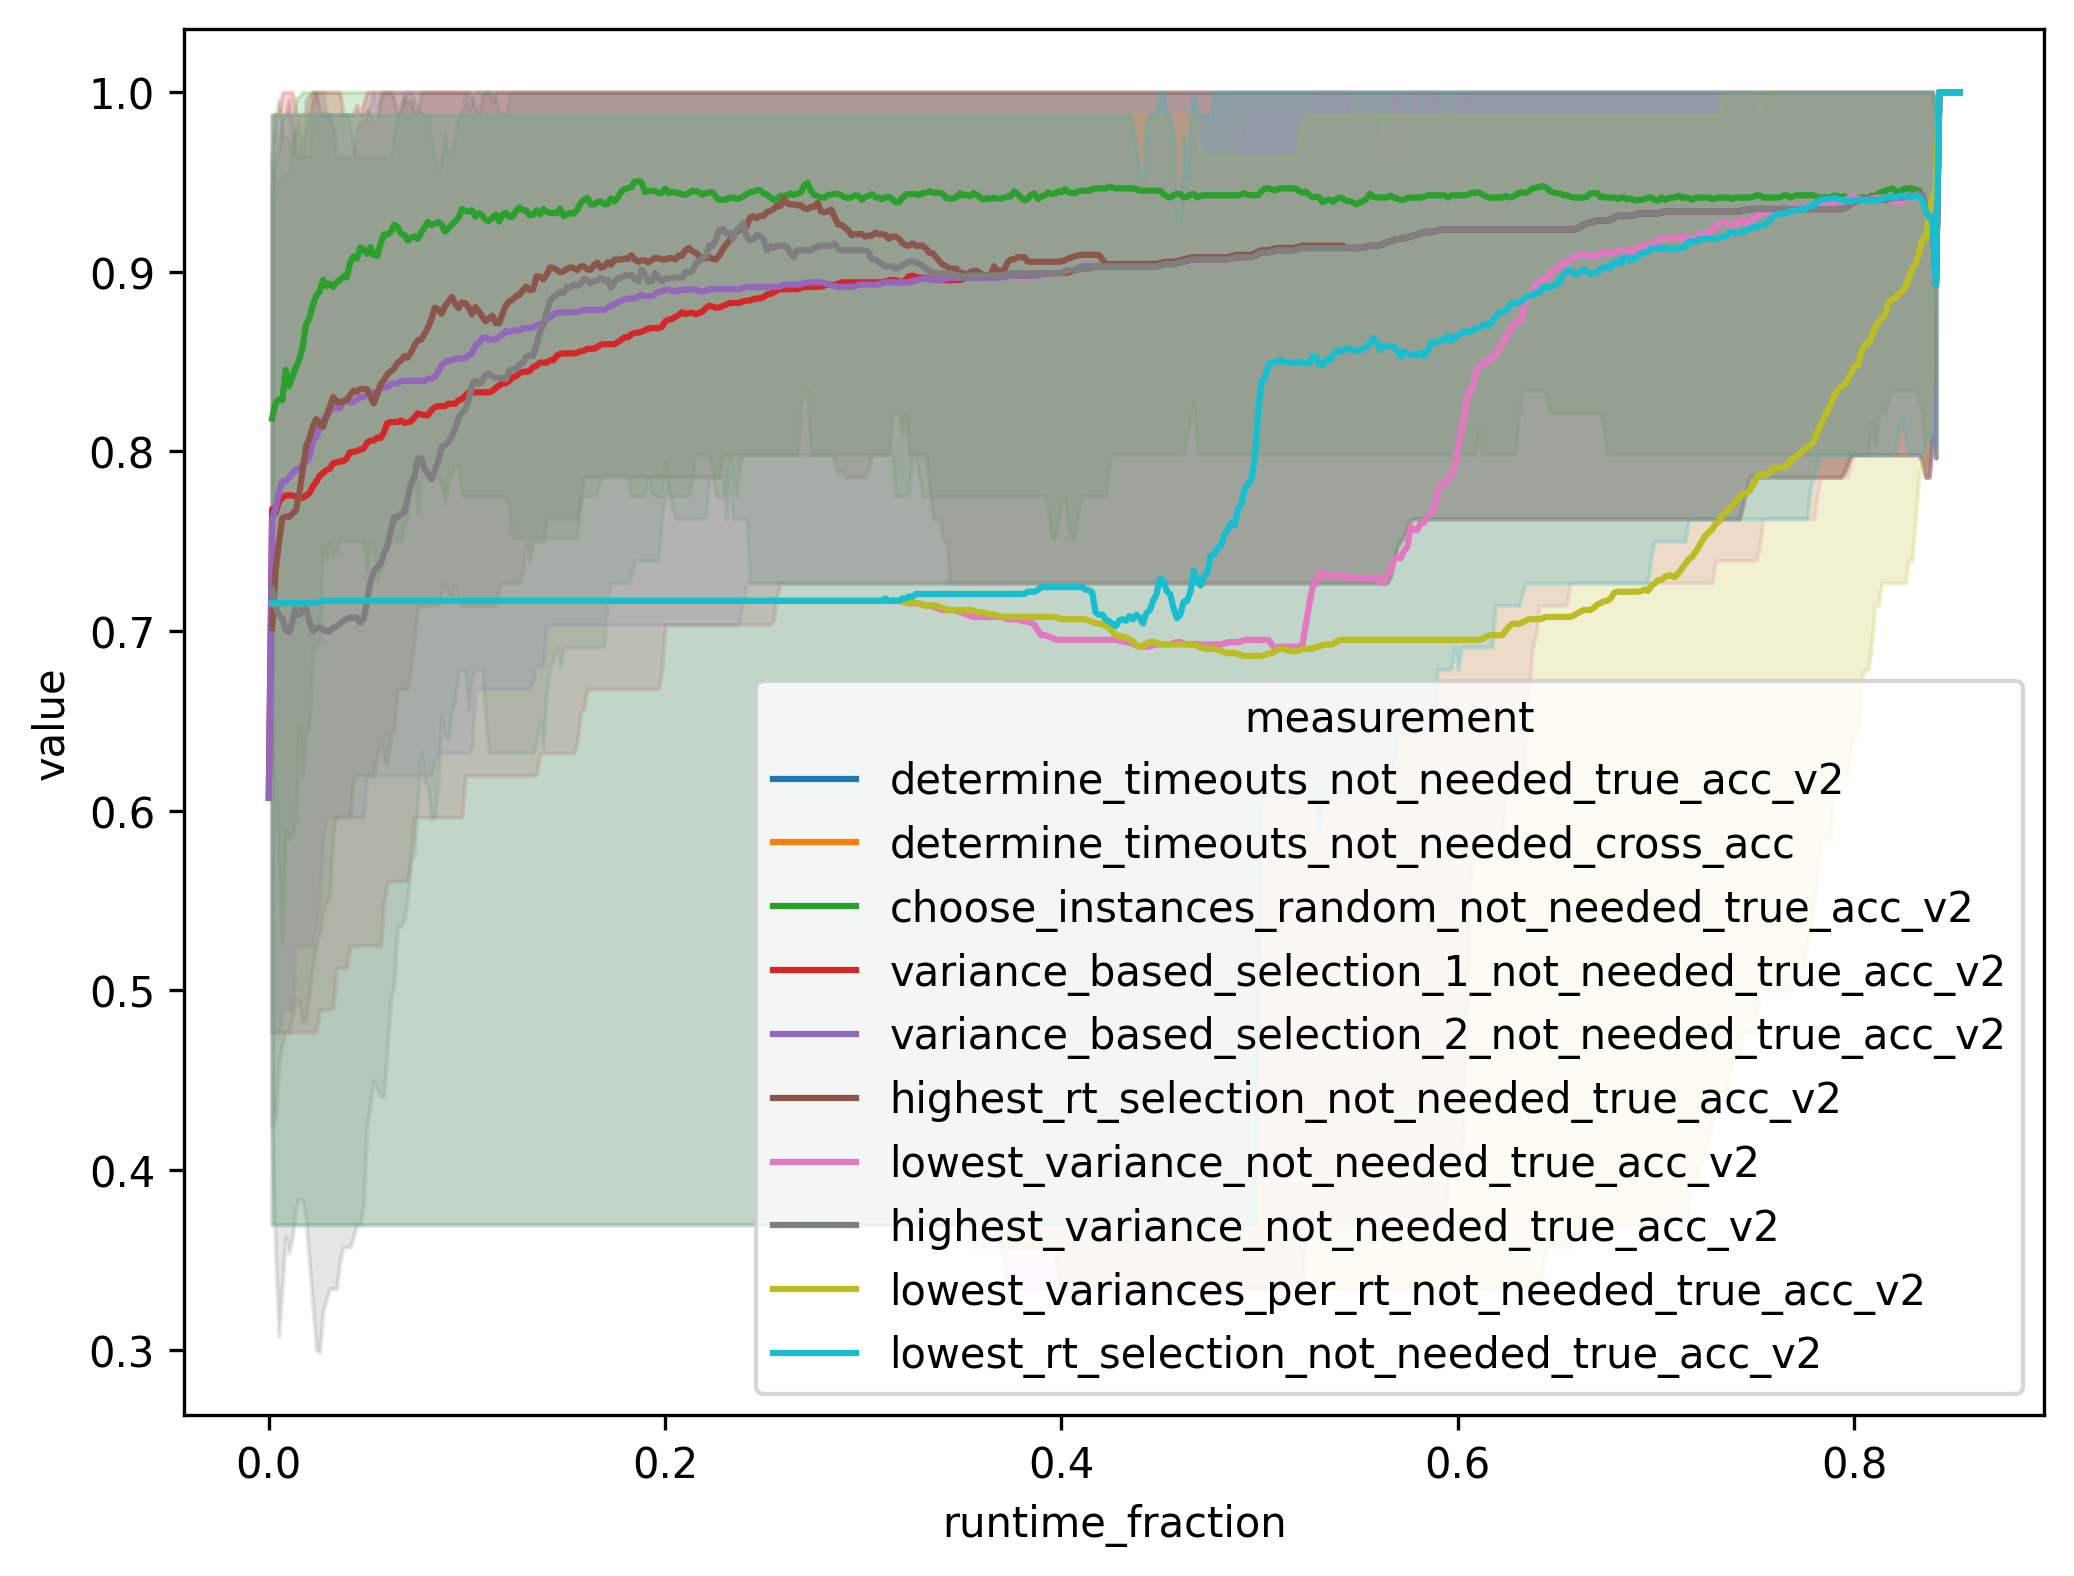 1.0
0.9
0.8
0.7
0.6
0.5
0.4
0.3
value
measurement
determine_timeouts_not_needed_true_acc_v2
determine_timeouts_not_needed_cross_acc
choose_instances_random_not_needed_true_acc_v2
variance_based_selection_1_not_needed_true_acc_v2
variance_based_selection_2_not_needed_true_acc_v2
highest_rt_selection_not_needed_true_acc_v2
lowest_variance_not_needed_true_acc_v2
highest_variance_not_needed_true_acc_v2
lowest_variances_per_rt_not_needed_true_acc_v2
lowest_rt_selection_not_needed_true_acc_v2
0.0 0.2 0.4 0.6 0.8
runtime_fraction